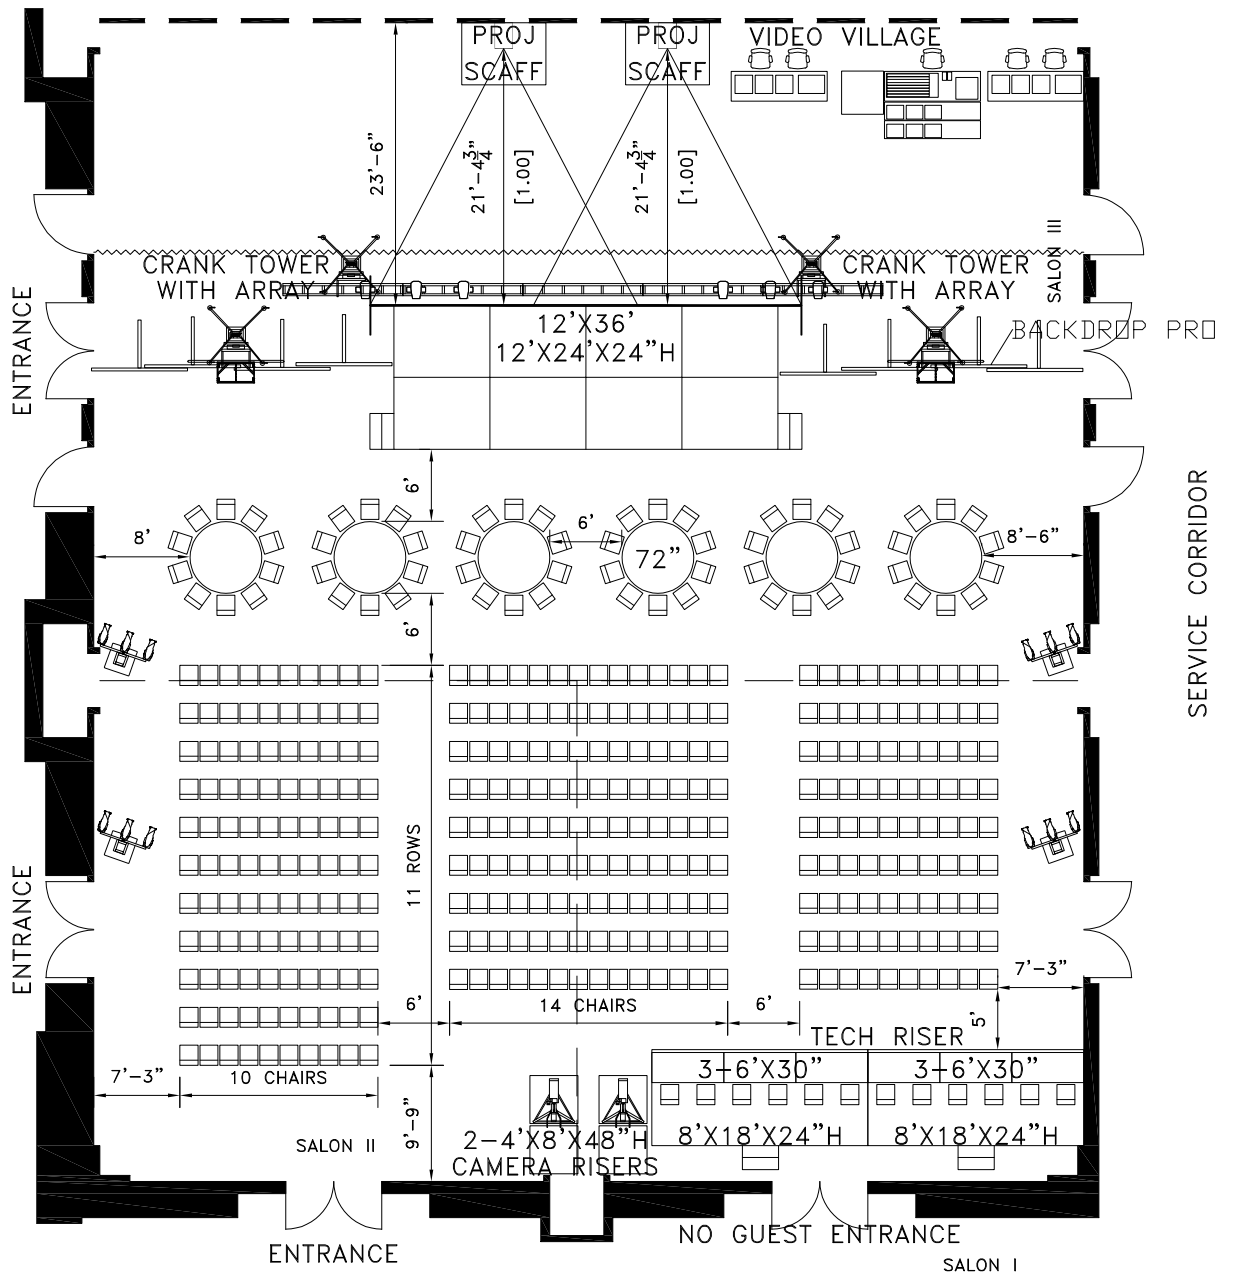 PROJ
SCAFF
PROJ
SCAFF
VIDEO VILLAGE
23'-6"
21'-4 3/4"
[1.00]
21'-4 3/4"
[1.00]
SALON III
CRANK TOWER
WITH ARRAY
CRANK TOWER
WITH ARRAY
ENTRANCE
12'X36'
12'X24'X24"H
BACKDROP PRO
6'
8'
6'
72"
8'-6"
SERVICE CORRIDOR
6'
11 ROWS
ENTRANCE
7'-3"
6'
14 CHAIRS
6'
5'
TECH RISER
3-6'X30"
3-6'X30"
7'-3"
10 CHAIRS
9'-9"
SALON II
2-4'X8'X48"H
CAMERA RISERS
8'X18'X24"H
8'X18'X24"H
NO GUEST ENTRANCE
ENTRANCE
SALON I